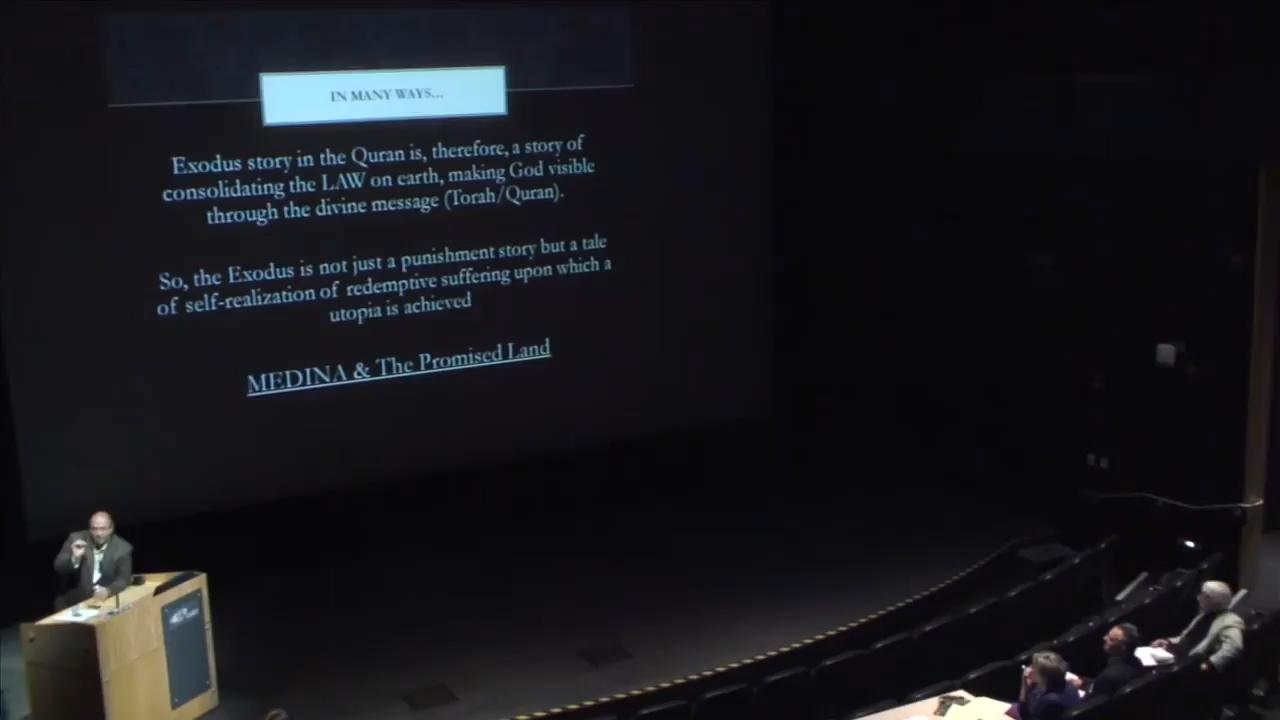 IN MANY WAYS...
Exodus story in the Quran is, therefore, a story of
consolidating the LAW on earth, making God visible
through the divine message (Torah/Quran).
So, the Exodus is not just a punishment story but a tale
of self-realization of redemptive suffering upon which a
utopia is achieved
MEDINA & The Promised Land